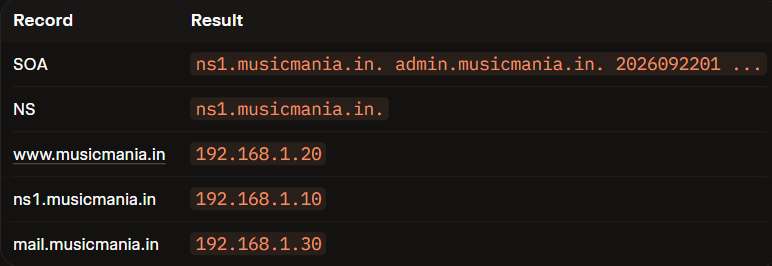 Record Result
SOA ns1.musicmania.in. admin.musicmania.in. 2026092201 ...
NS ns1.musicmania.in.
www.musicmania.in 192.168.1.20
ns1.musicmania.in 192.168.1.10
mail.musicmania.in 192.168.1.30